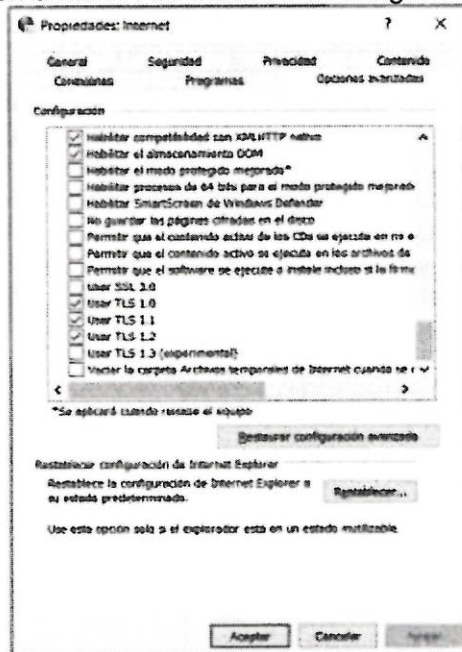 Propiedades: Internet ? ×
General Seguridad Privacidad Contenido
Conexiones Programas Opciones avanzadas
Configuración
Habilitar compatibilidad con XMLHTTP nativo
Habilitar el almacenamiento DOM
Habilitar el modo protegido mejorado*
Habilitar procesos de 64 bits para el modo protegido mejorado
Habilitar SmartScreen de Windows Defender
No guardar las páginas cifradas en el disco
Permitir que el contenido activo de los CDs se ejecute en mi e
Permitir que el contenido activo se ejecute en los archivos de
Permitir que el software se ejecute o instale incluso si la firma
Usar SSL 3.0
Usar TLS 1.0
Usar TLS 1.1
Usar TLS 1.2
Usar TLS 1.3 (experimental)
Vaciar la carpeta Archivos temporales de Internet cuando se c
*Se aplicará cuando reinicie el equipo
Restaurar configuración avanzada
Restablecer configuración de Internet Explorer
Restablece la configuración de Internet Explorer a
su estado predeterminado.
Restablecer...
Use esta opción solo si el explorador está en un estado inutilizable.
Aceptar Cancelar Aplicar